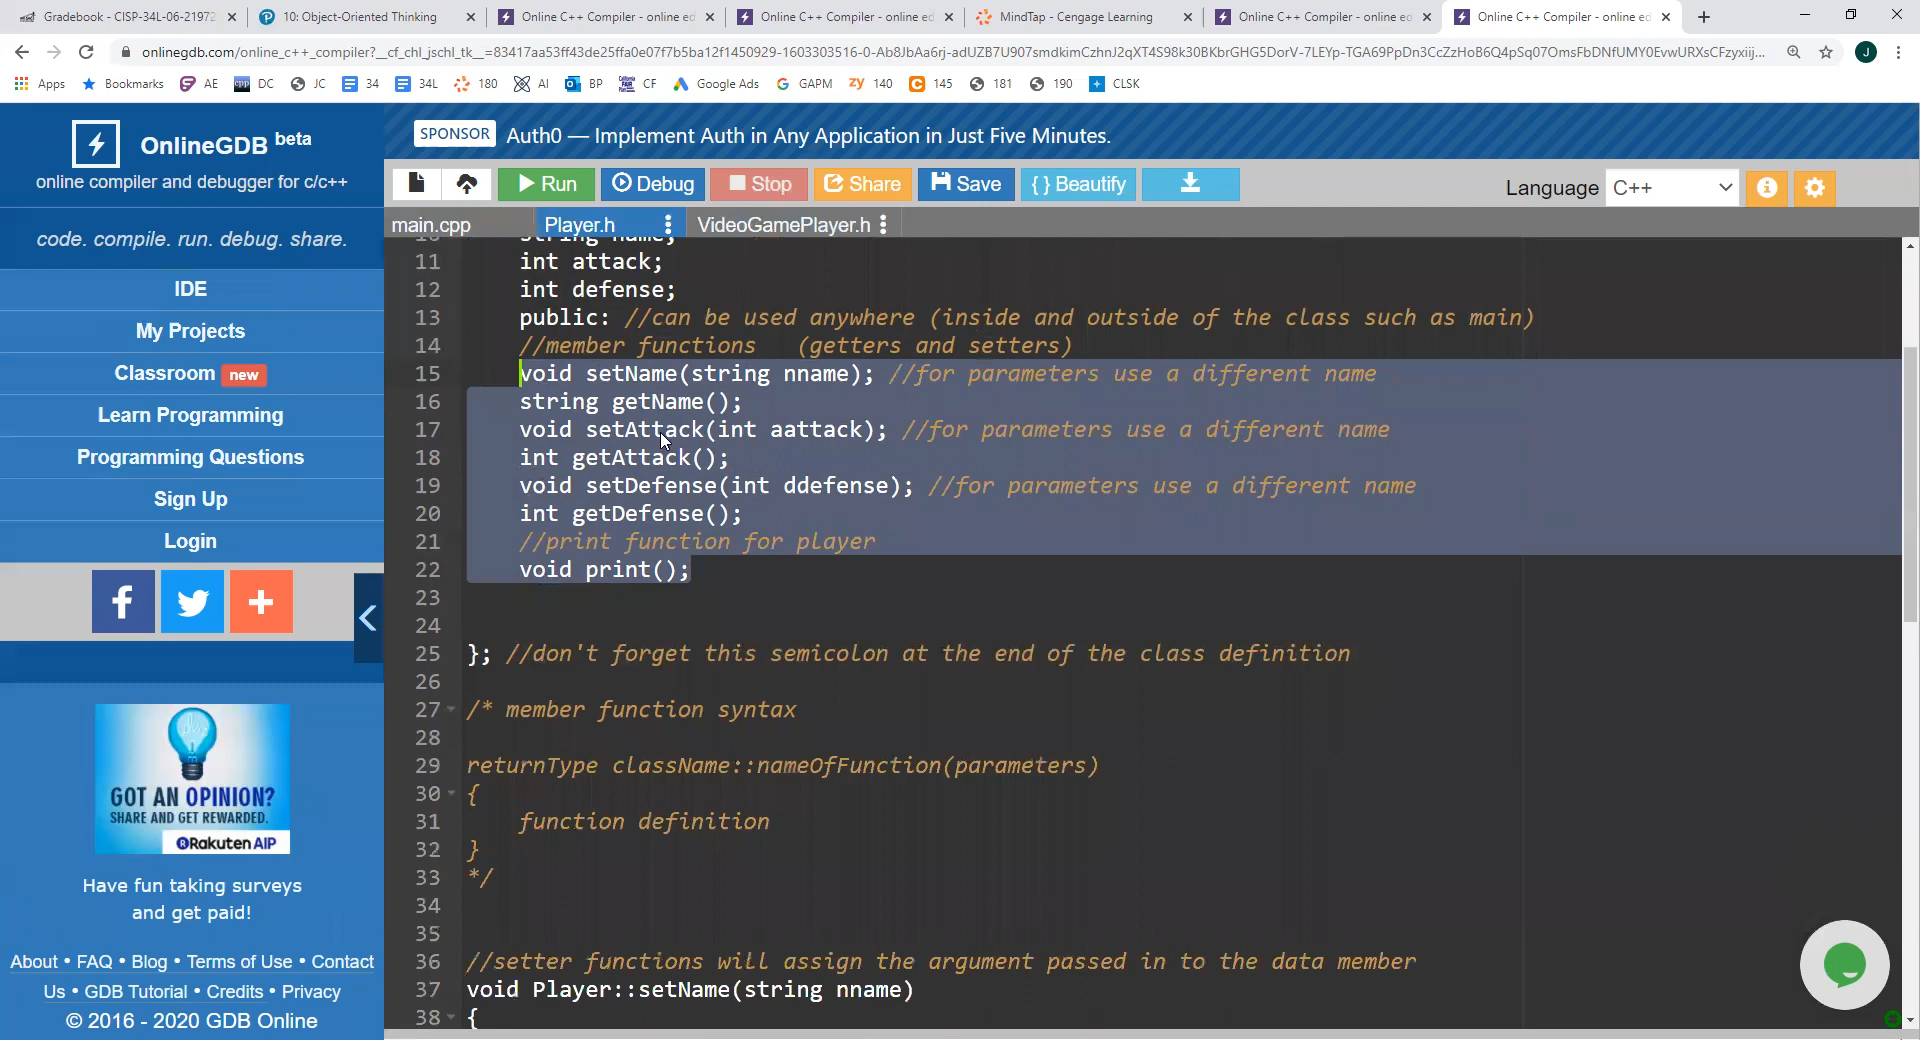 Gradebook - CISP-34L-06-21972
10: Object-Oriented Thinking
Online C++ Compiler - online ed
Online C++ Compiler - online ed
MindTap - Cengage Learning
Online C++ Compiler - online ed
Online C++ Compiler - online ed
onlinegdb.com/online_c++_compiler?__cf_chl_jschl_tk__=83417aa53ff43de25ffa0e07f7b5ba12f1450929-1603303516-0-Ab8JbAa6rj-adUZB7U907smdkimCzhnJ2qXT4S98k30BKbrGHG5DorV-7LEYp-TGA69PpDn3CcZzHoB6Q4pSq07OmsFbDNfUMY0EvwURXsCFzyxiij...
J
Apps Bookmarks AE DC JC 34 34L 180 AI BP CF Google Ads GAPM 140 145 181 190 CLSK
OnlineGDB beta
online compiler and debugger for c/c++
code. compile. run. debug. share.
IDE
My Projects
Classroom new
Learn Programming
Programming Questions
Sign Up
Login
GOT AN OPINION?
SHARE AND GET REWARDED.
Rakuten AIP
Have fun taking surveys
and get paid!
About • FAQ • Blog • Terms of Use • Contact
Us • GDB Tutorial • Credits • Privacy
© 2016 - 2020 GDB Online
SPONSOR Auth0 — Implement Auth in Any Application in Just Five Minutes.
Run Debug Stop Share Save { } Beautify
Language C++
main.cpp Player.h VideoGamePlayer.h
10 string name;
11 int attack;
12 int defense;
13 public: //can be used anywhere (inside and outside of the class such as main)
14 //member functions (getters and setters)
15 void setName(string nname); //for parameters use a different name
16 string getName();
17 void setAttack(int aattack); //for parameters use a different name
18 int getAttack();
19 void setDefense(int ddefense); //for parameters use a different name
20 int getDefense();
21 //print function for player
22 void print();
23
24
25 }; //don't forget this semicolon at the end of the class definition
26
27 /* member function syntax
28
29 returnType className::nameOfFunction(parameters)
30 {
31 function definition
32 }
33 */
34
35
36 //setter functions will assign the argument passed in to the data member
37 void Player::setName(string nname)
38 {